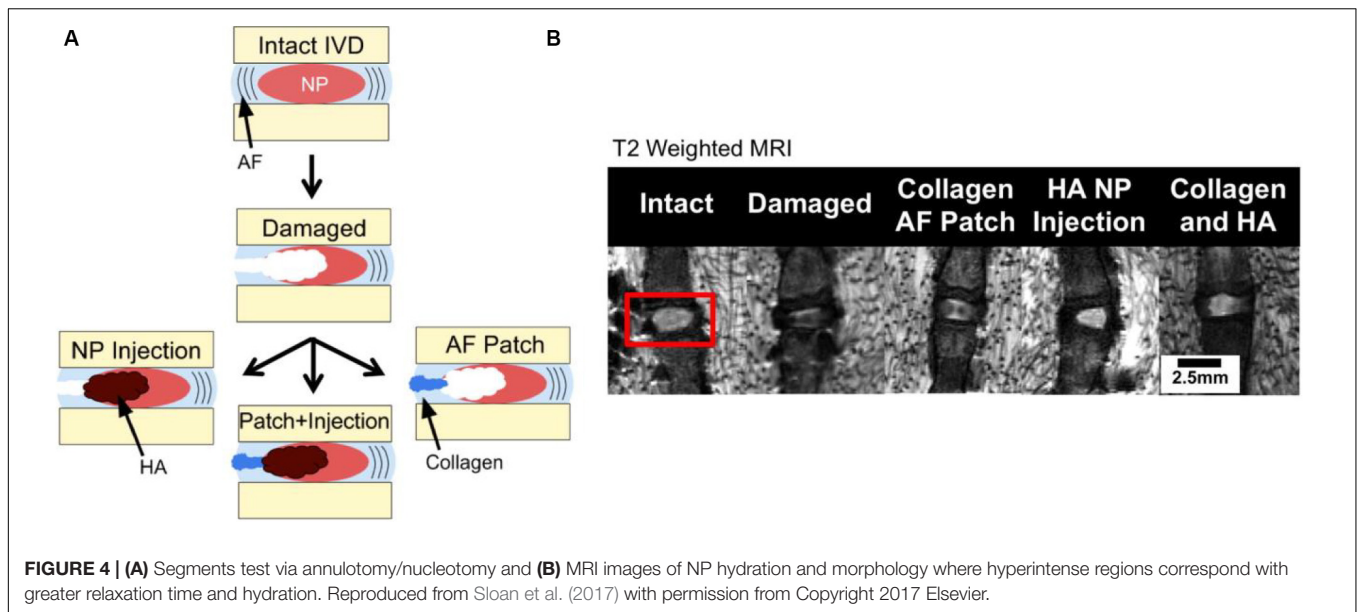 A
Intact IVD
NP
AF
Damaged
NP Injection
HA
Patch+Injection
AF Patch
Collagen
B
T2 Weighted MRI
Intact
Damaged
Collagen
AF Patch
HA NP
Injection
Collagen
and HA
2.5mm
FIGURE 4 | (A) Segments test via annulotomy/nucleotomy and (B) MRI images of NP hydration and morphology where hyperintense regions correspond with
greater relaxation time and hydration. Reproduced from Sloan et al. (2017) with permission from Copyright 2017 Elsevier.